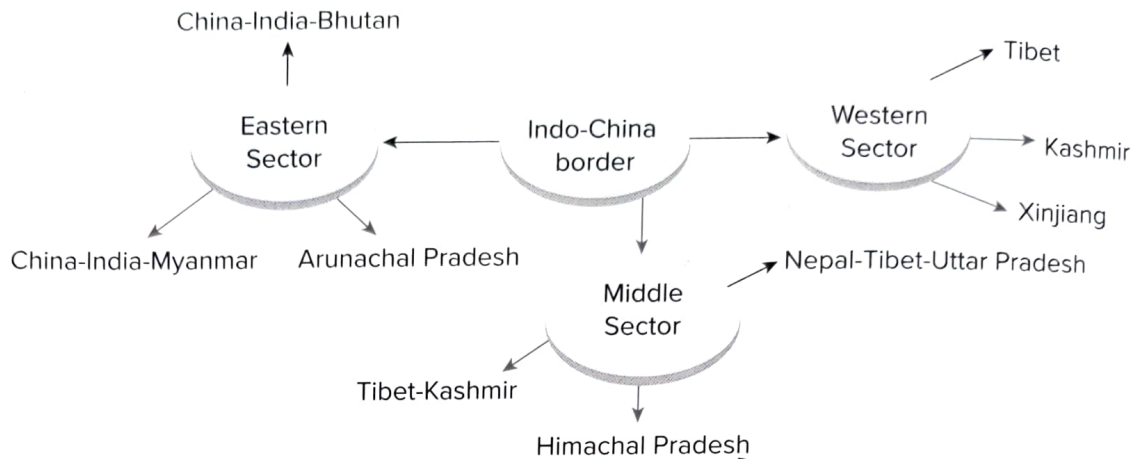 China-India-Bhutan
Tibet
Eastern
Sector
Indo-China
border
Western
Sector
Kashmir
Xinjiang
China-India-Myanmar
Arunachal Pradesh
Nepal-Tibet-Uttar Pradesh
Middle
Sector
Tibet-Kashmir
Himachal Pradesh